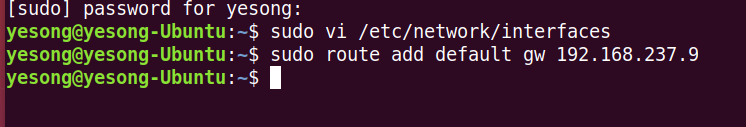 [sudo] password for yesong:
yesong@yesong-Ubuntu:~$ sudo vi /etc/network/interfaces
yesong@yesong-Ubuntu:~$ sudo route add default gw 192.168.237.9
yesong@yesong-Ubuntu:~$